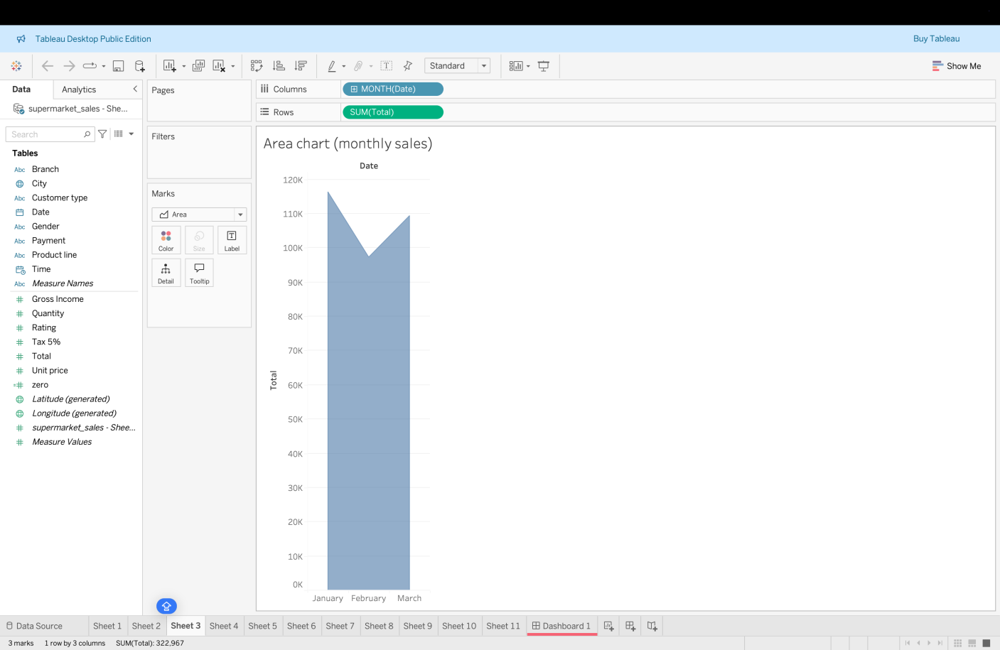 Tableau Desktop Public Edition
Buy Tableau
Standard
Show Me
Data
Analytics
Pages
Columns
MONTH(Date)
supermarket_sales - She...
Rows
SUM(Total)
Search
Filters
Area chart (monthly sales)
Tables
Abc Branch
City
Abc Customer type
Date
Abc Gender
Abc Payment
Abc Product line
Time
Abc Measure Names
Gross Income
Quantity
Rating
Tax 5%
Total
Unit price
zero
Latitude (generated)
Longitude (generated)
supermarket_sales - Shee...
Measure Values
Marks
Area
Color
Size
Label
Detail
Tooltip
Date
120K
110K
100K
90K
80K
70K
60K
50K
40K
30K
20K
10K
0K
Total
January February March
Data Source
Sheet 1
Sheet 2
Sheet 3
Sheet 4
Sheet 5
Sheet 6
Sheet 7
Sheet 8
Sheet 9
Sheet 10
Sheet 11
Dashboard 1
3 marks 1 row by 3 columns SUM(Total): 322,967